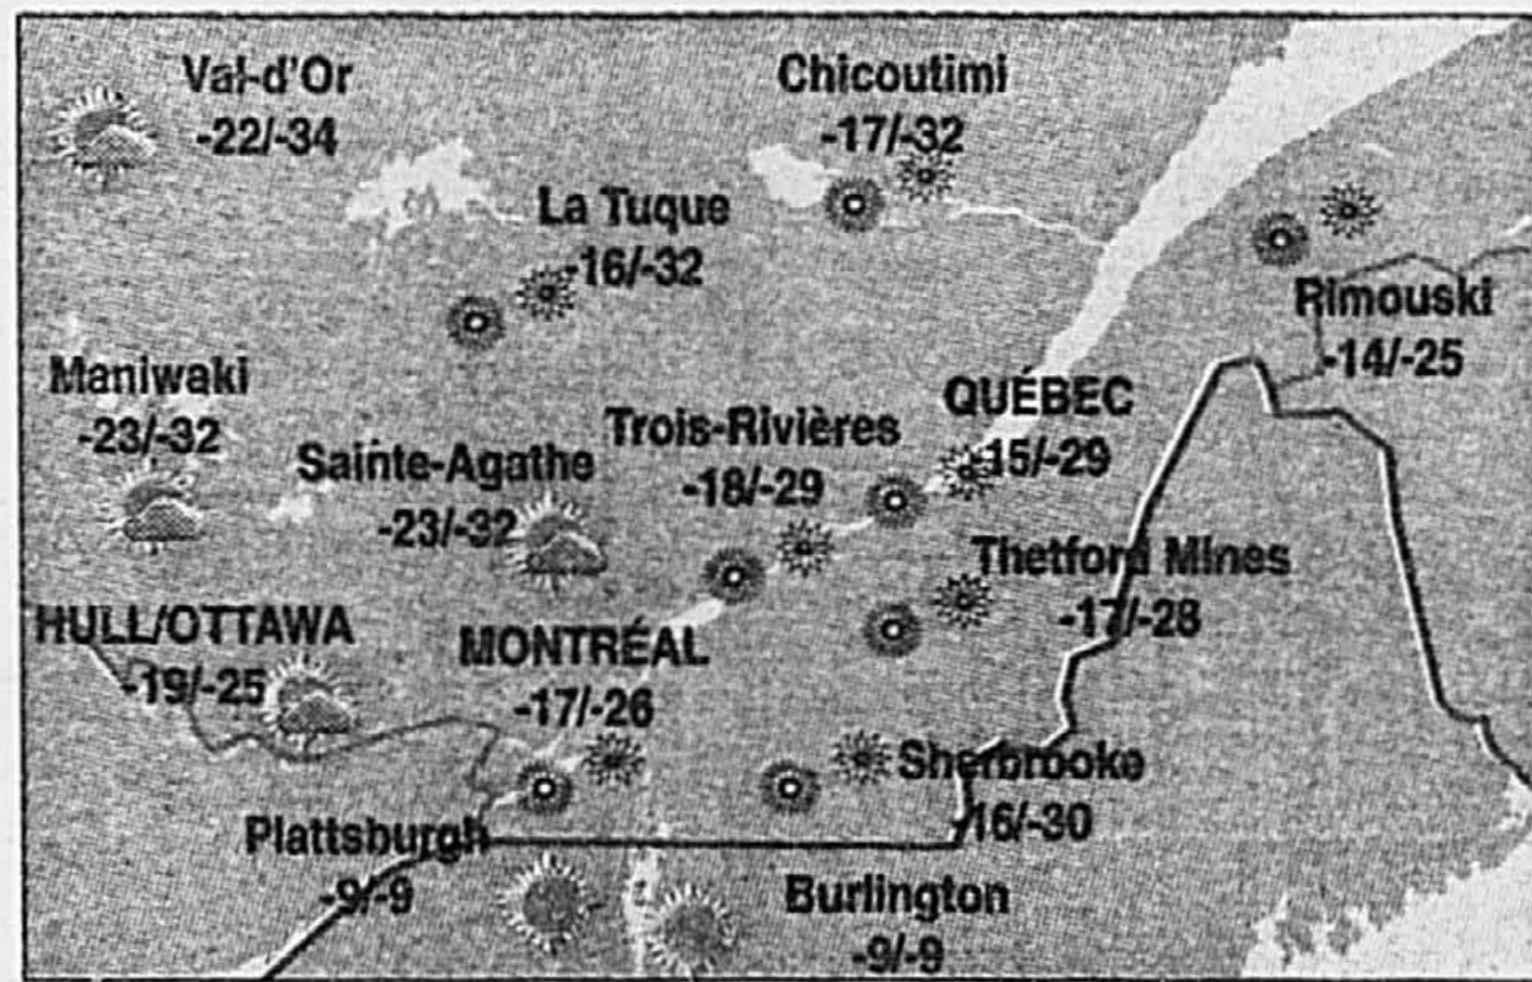 Val-d'Or
-22/-34
Chicoutimi
-17/-32
La Tuque
-16/-32
Rimouski
-14/-25
Maniwaki
-23/-32
Sainte-Agathe
-23/-32
Trois-Rivières
-18/-29
QUÉBEC
-15/-29
Thetford Mines
-17/-28
HULL/OTTAWA
-19/-25
MONTRÉAL
-17/-26
Sherbrooke
-16/-30
Plattsburgh
-9/-9
Burlington
-9/-9